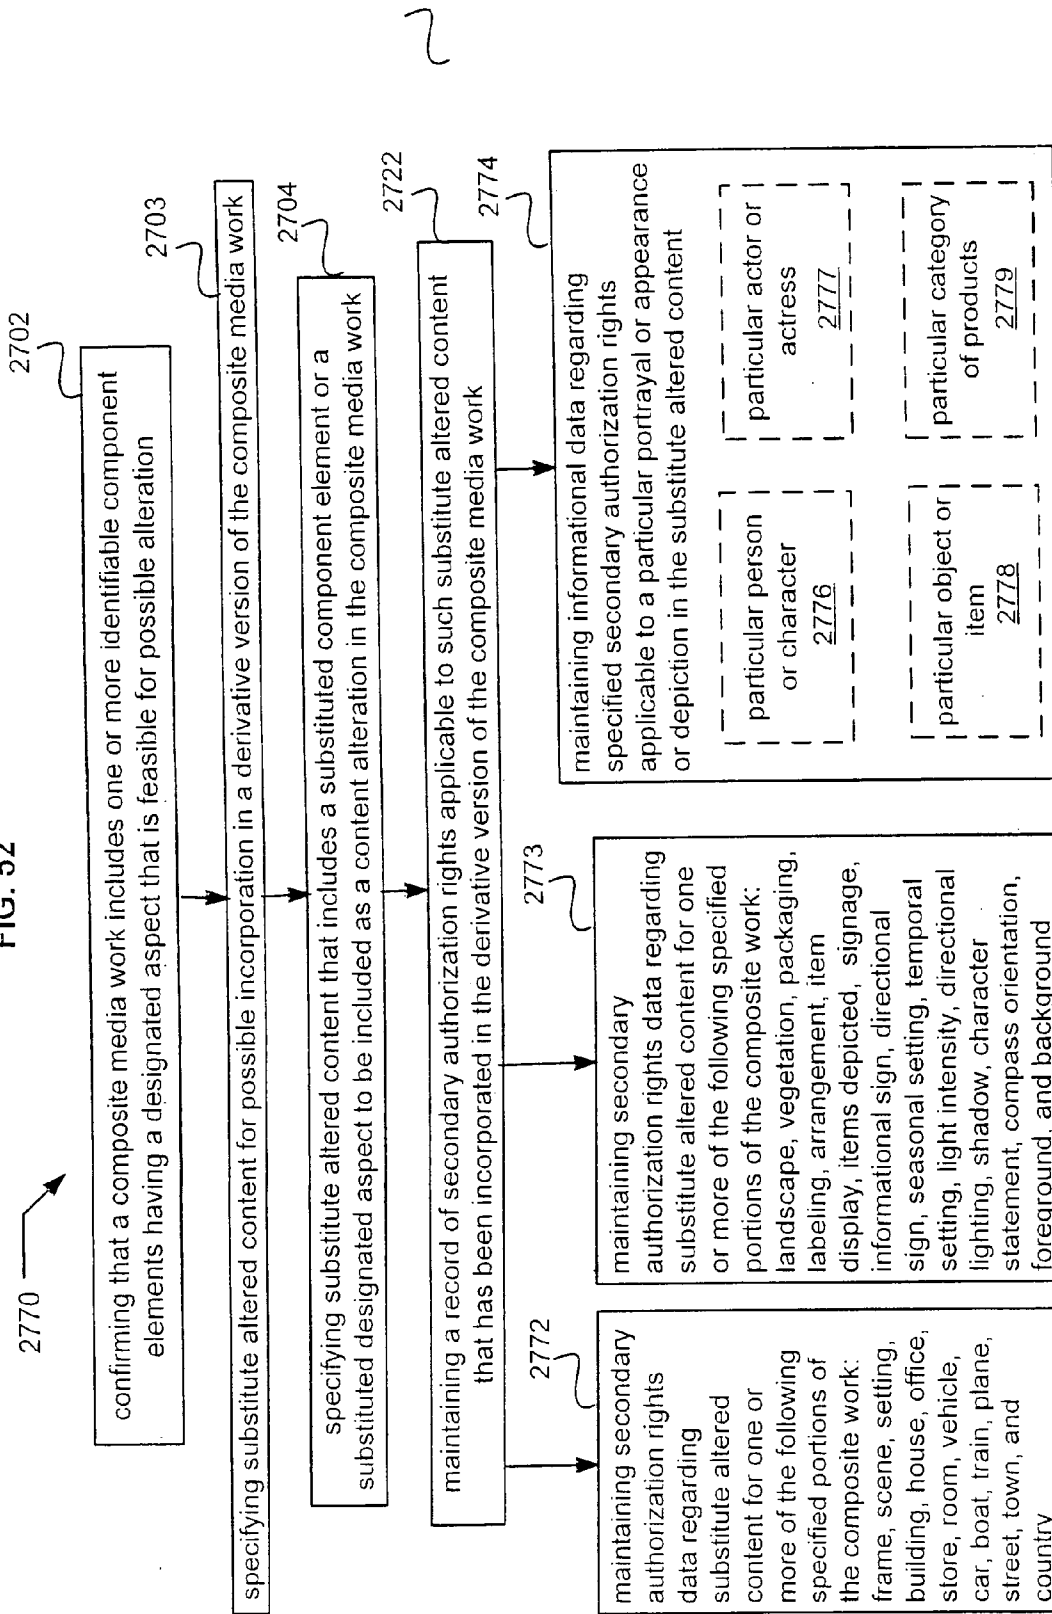 FIG. 52
2770
2702
confirming that a composite media work includes one or more identifiable component
elements having a designated aspect that is feasible for possible alteration
2703
specifying substitute altered content for possible incorporation in a derivative version of the composite media work
2704
specifying substitute altered content that includes a substituted component element or a
substituted designated aspect to be included as a content alteration in the composite media work
2722
maintaining a record of secondary authorization rights applicable to such substitute altered content
that has been incorporated in the derivative version of the composite media work
2772
maintaining secondary
authorization rights
data regarding
substitute altered
content for one or
more of the following
specified portions of
the composite work:
frame, scene, setting,
building, house, office,
store, room, vehicle,
car, boat, train, plane,
street, town, and
country
2773
maintaining secondary
authorization rights data regarding
substitute altered content for one
or more of the following specified
portions of the composite work:
landscape, vegetation, packaging,
labeling, arrangement, item
display, items depicted, signage,
informational sign, directional
sign, seasonal setting, temporal
setting, light intensity, directional
lighting, shadow, character
statement, compass orientation,
foreground, and background
2774
maintaining informational data regarding
specified secondary authorization rights
applicable to a particular portrayal or appearance
or depiction in the substitute altered content
particular person
or character
2776
particular actor or
actress
2777
particular object or
item
2778
particular category
of products
2779